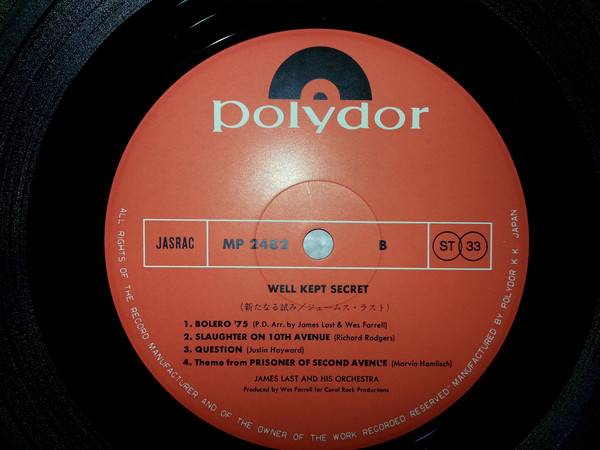 polydor
JASRAC MP 2482 B ST 33
WELL KEPT SECRET
(新たなる試み/ジェームス・ラスト)
1. BOLERO '75 (P.D. Arr. by James Last & Wes Farrell)
2. SLAUGHTER ON 10TH AVENUE (Richard Rodgers)
3. QUESTION (Justin Hayward)
4. Theme from PRISONER OF SECOND AVENUE (Marvin Hamlisch)
JAMES LAST AND HIS ORCHESTRA
Produced by Wes Farrell for Coral Rock Productions
ALL RIGHTS OF THE RECORD MANUFACTURER AND OF THE OWNER OF THE WORK RECORDED RESERVED・MANUFACTURED BY POLYDOR K.K. JAPAN